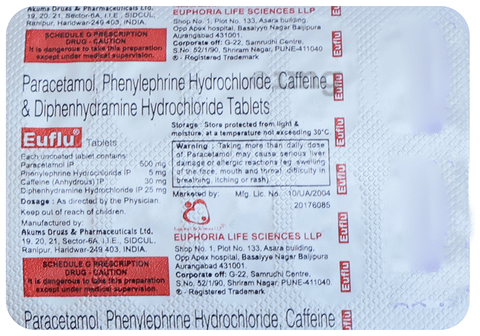 Akums Drugs & Pharmaceuticals Ltd.
19, 20, 21, Sector-6A, I.I.E., SIDCUL,
Ranipur, Haridwar-249 403, INDIA.
SCHEDULE G PRESCRIPTION
DRUG - CAUTION
It is dangerous to take this preparation
except under medical supervision.
EUPHORIA LIFE SCIENCES LLP
Shop No. 1, Plot No. 133, Asara building,
Opp Apex hospital, Basaiyye Nagar Baijipura
Aurangabad 431001.
Corporate off: G-22, Samrudhi Centre,
S.No. 52/1/90, Shriram Nagar, PUNE-411040
® - Registered Trademark
Paracetamol, Phenylephrine Hydrochloride, Caffeine
& Diphenhydramine Hydrochloride Tablets
Euflu® Tablets
Each uncoated tablet contains:
Paracetamol IP 500 mg
Phenylephrine Hydrochloride IP 5 mg
Caffeine (Anhydrous) IP 30 mg
Diphenhydramine Hydrochloride IP 25 mg
Dosage : As directed by the Physician.
Keep out of reach of children.
Manufactured by:
Akums Drugs & Pharmaceuticals Ltd.
19, 20, 21, Sector-6A, I.I.E., SIDCUL,
Ranipur, Haridwar-249 403, INDIA.
SCHEDULE G PRESCRIPTION
DRUG - CAUTION
It is dangerous to take this preparation
except under medical supervision.
Storage : Store protected from light &
moisture, at a temperature not exceeding 30°C.
Warning : Taking more than daily dose
of Paracetamol may cause serious liver
damage or allergic reactions (eg. swelling
of the face, mouth and throat, difficulty in
breathing, itching or rash)
Marketed by: Mfg. Lic. No. 10/UA/2004
20176085
EUPHORIA LIFE SCIENCES LLP
Shop No. 1, Plot No. 133, Asara building,
Opp Apex hospital, Basaiyye Nagar Baijipura
Aurangabad 431001.
Corporate off: G-22, Samrudhi Centre,
S.No. 52/1/90, Shriram Nagar, PUNE-411040
® - Registered Trademark
Paracetamol, Phenylephrine Hydrochloride, Caffeine
Euflu
Euflu
Euflu
Euflu
Euflu
Euflu
Euflu